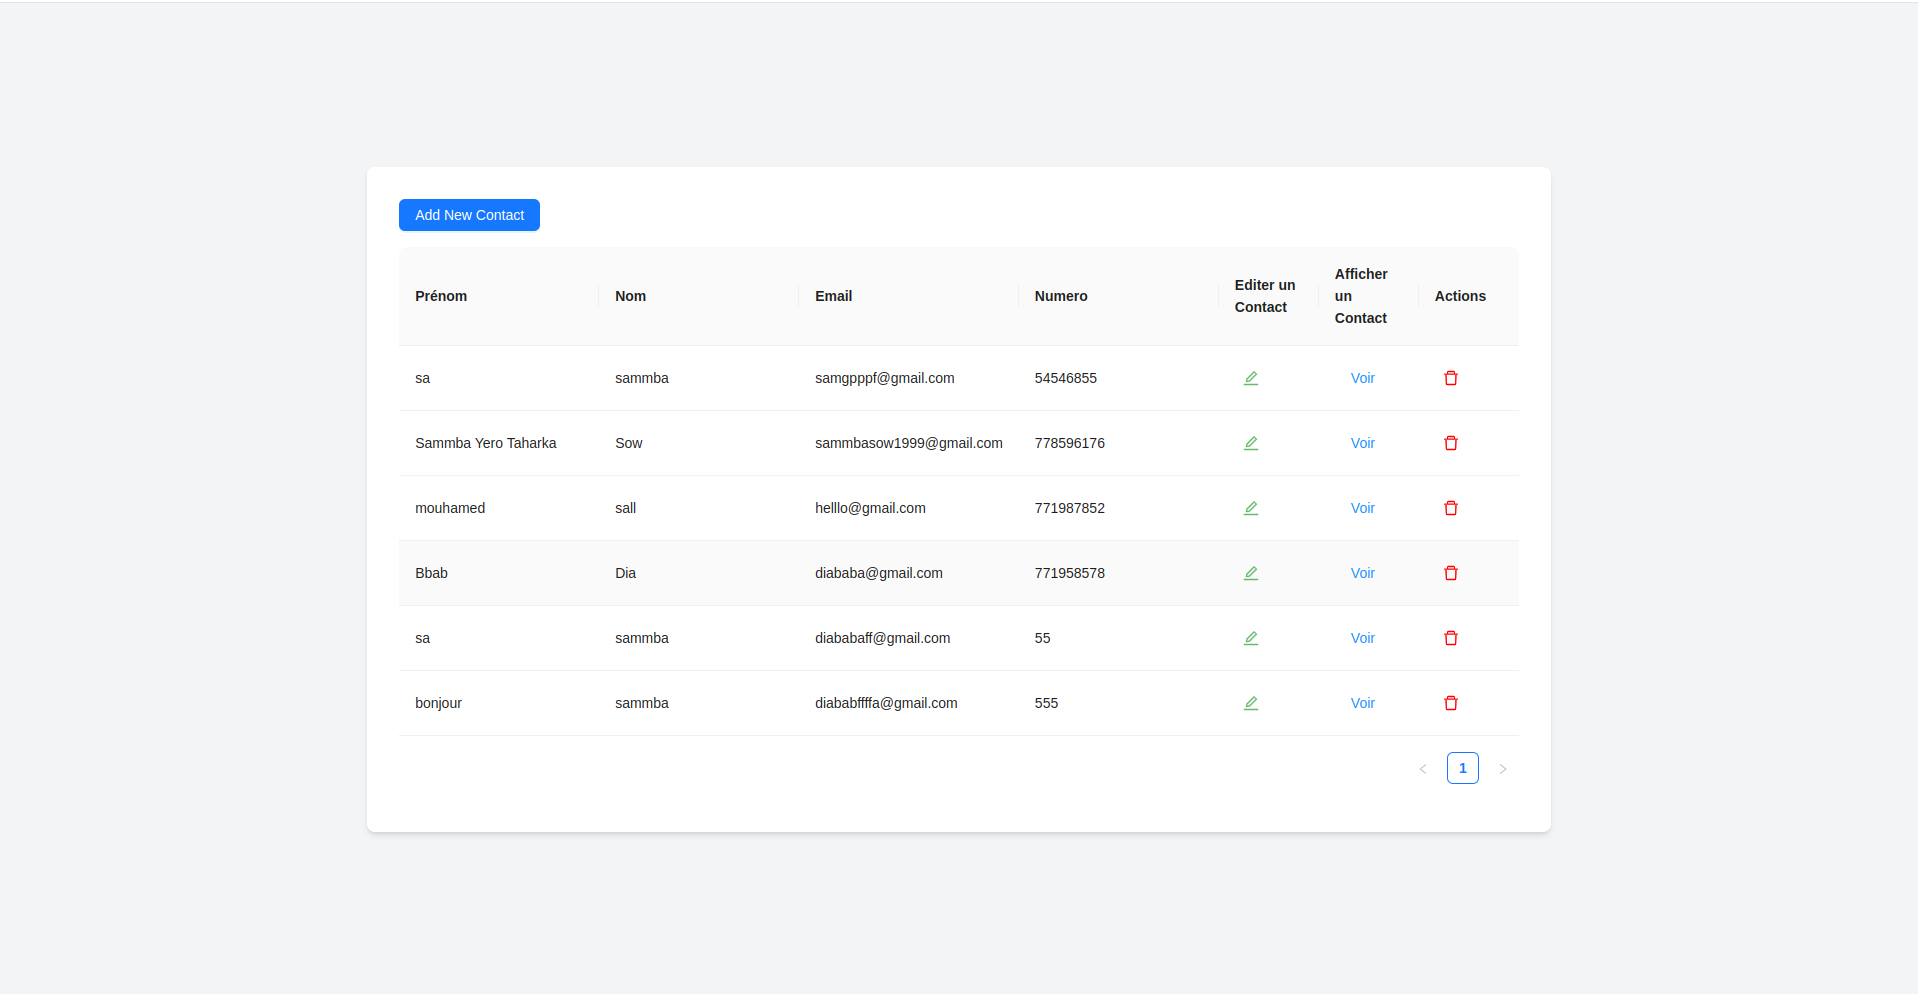 Add New Contact
Prénom Nom Email Numero Editer un Contact Afficher un Contact Actions
sa sammba samgpppf@gmail.com 54546855 Voir
Sammba Yero Taharka Sow sammbasow1999@gmail.com 778596176 Voir
mouhamed sall helllo@gmail.com 771987852 Voir
Bbab Dia diababa@gmail.com 771958578 Voir
sa sammba diababaff@gmail.com 55 Voir
bonjour sammba diababffffa@gmail.com 555 Voir
1